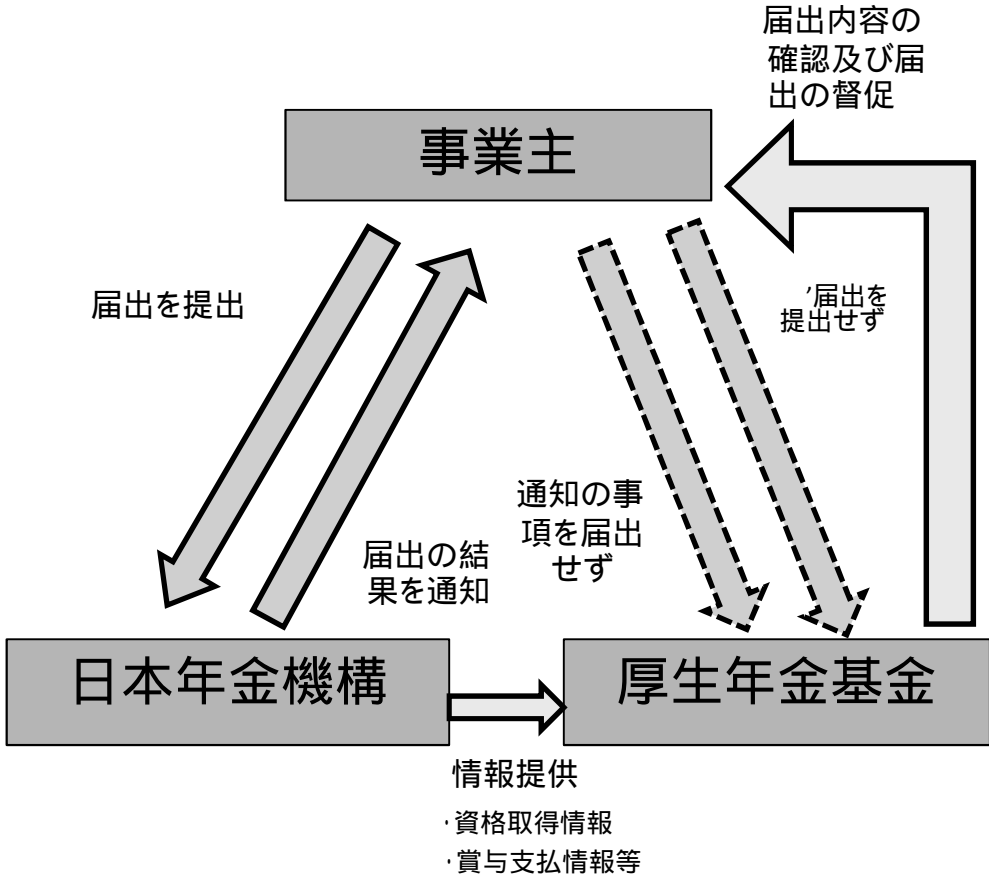 届出内容の
確認及び届
出の督促
事業主
届出を提出
’届出を
提出せず
通知の事
項を届出
せず
届出の結
果を通知
日本年金機構
厚生年金基金
情報提供
・資格取得情報
・賞与支払情報等